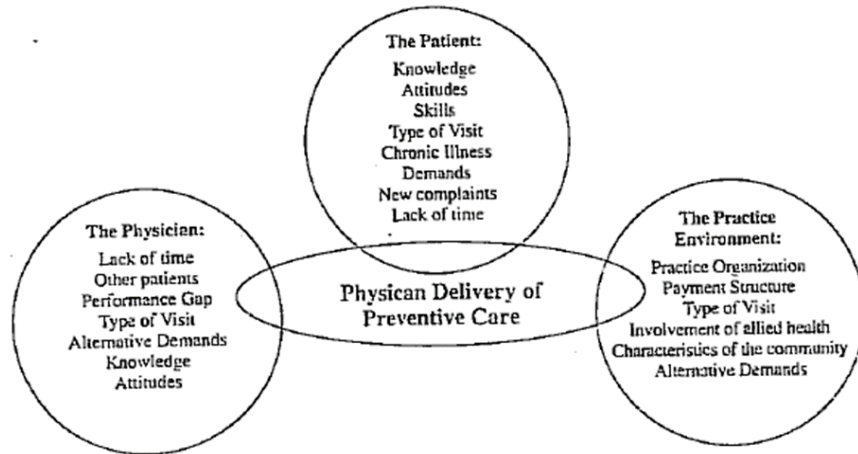 The Patient:
Knowledge
Attitudes
Skills
Type of Visit
Chronic Illness
Demands
New complaints
Lack of time
The Physician:
Lack of time
Other patients
Performance Gap
Type of Visit
Alternative Demands
Knowledge
Attitudes
Physican Delivery of
Preventive Care
The Practice
Environment:
Practice Organization
Payment Structure
Type of Visit
Involvement of allied health
Characteristics of the community
Alternative Demands